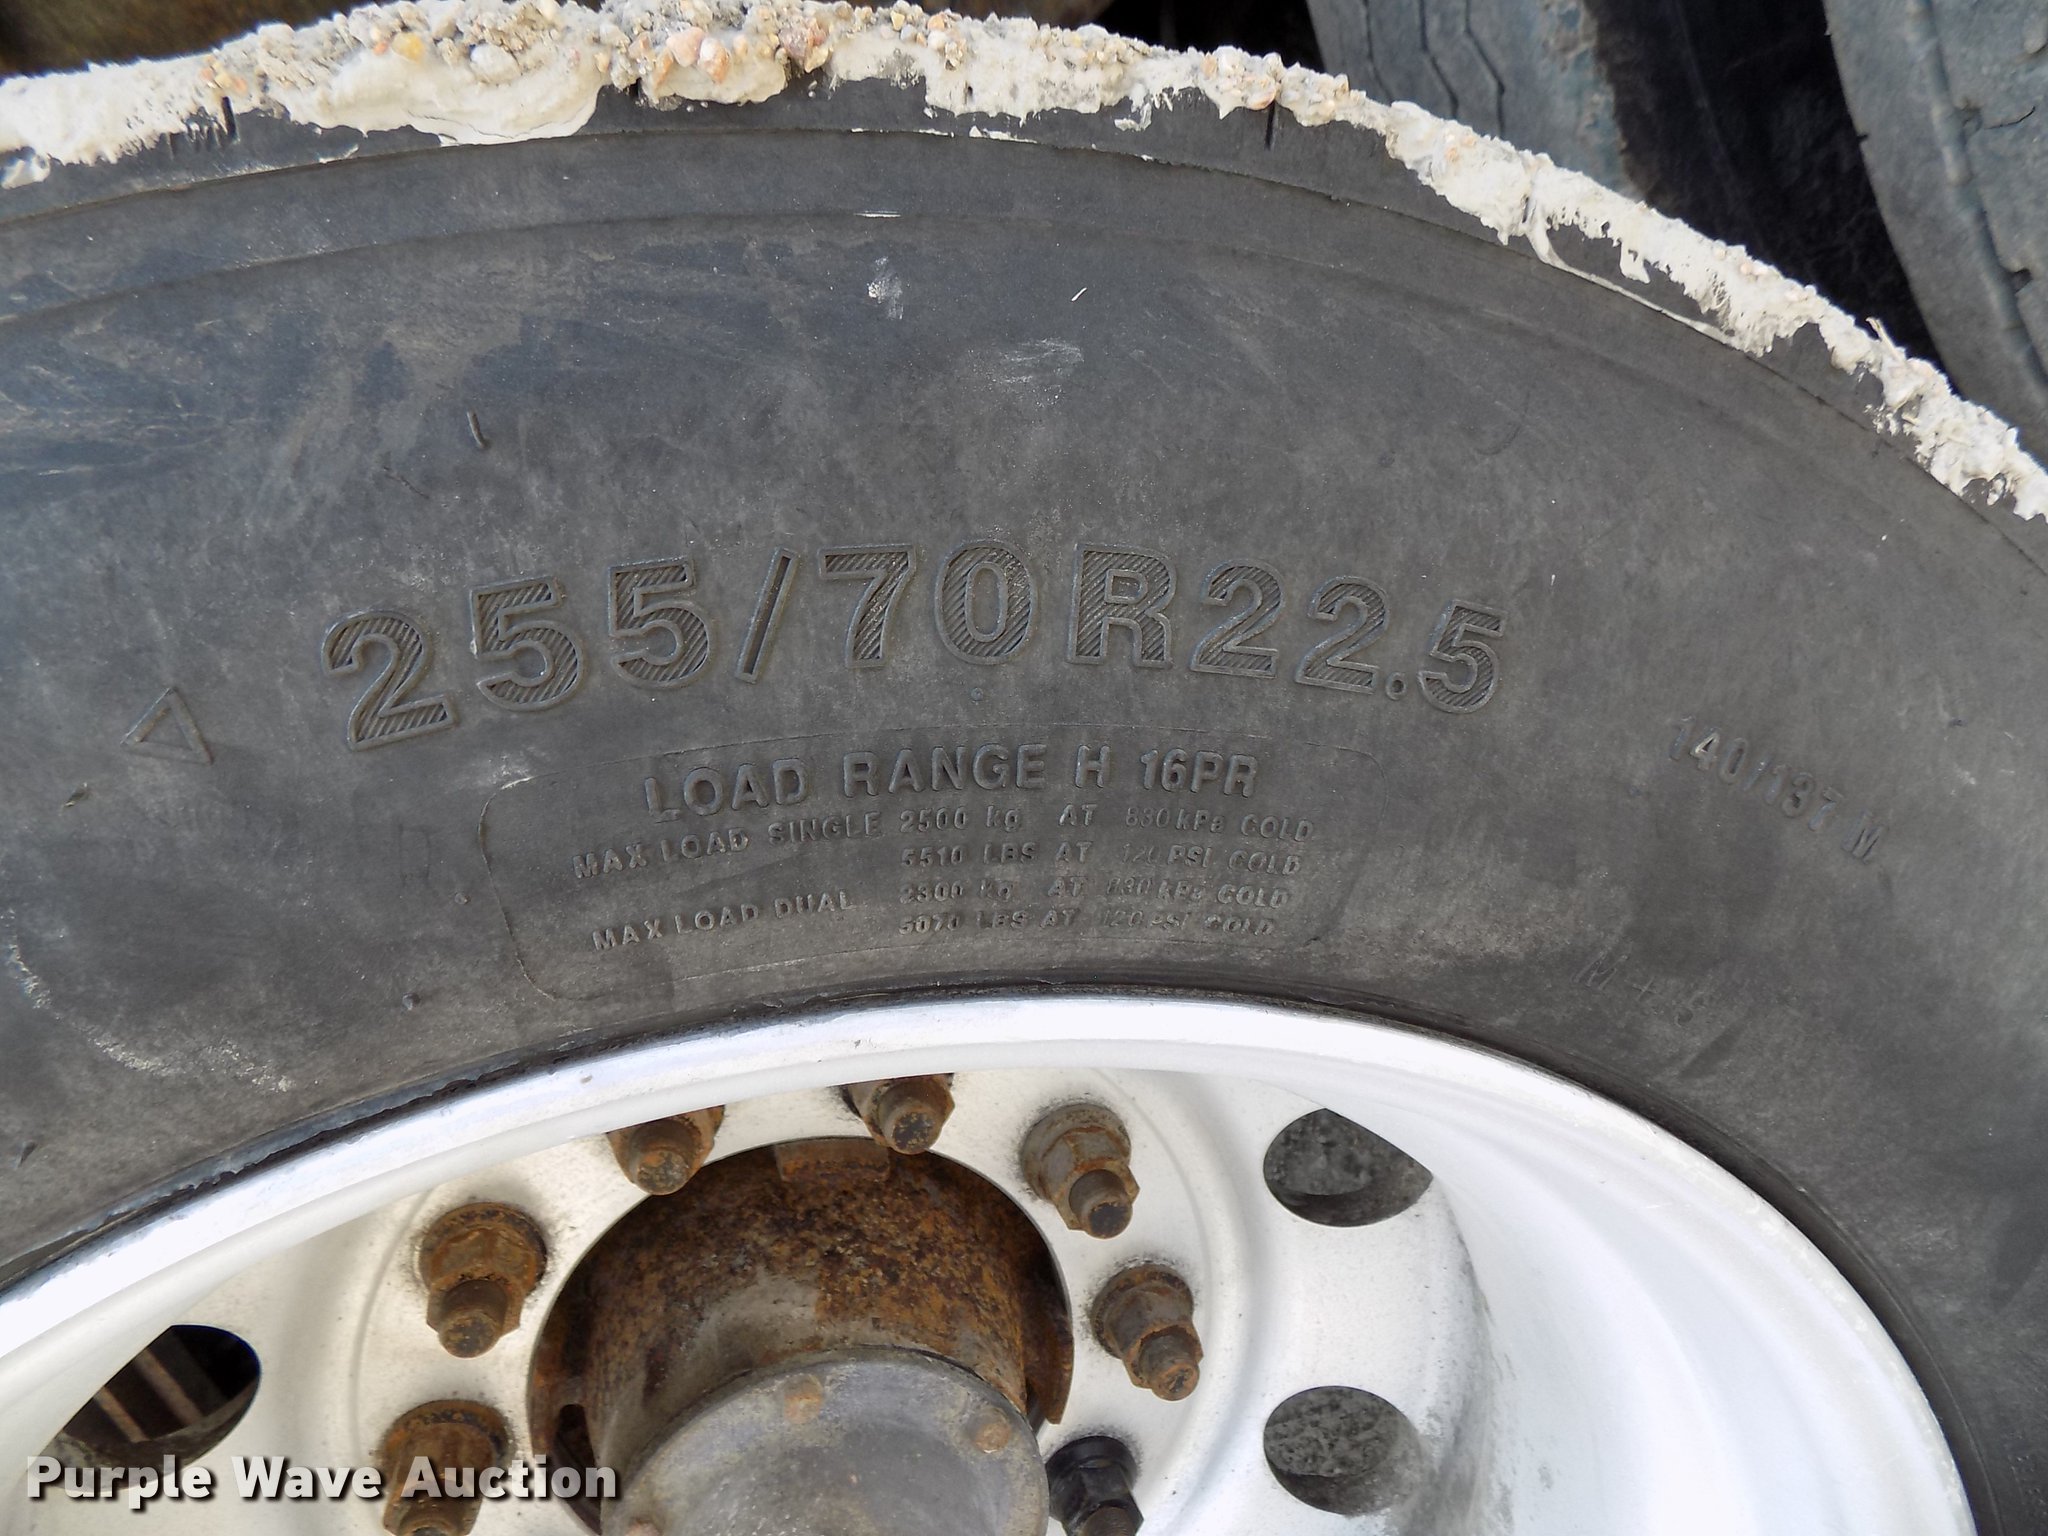 255/70R22.5
LOAD RANGE H 16PR
140/137 M
MAX LOAD SINGLE 2500 kg AT 830 kPa COLD
5510 LBS AT 120 PSI COLD
MAX LOAD DUAL 2300 kg AT 830 kPa COLD
5070 LBS AT 120 PSI COLD
M+S
Purple Wave Auction